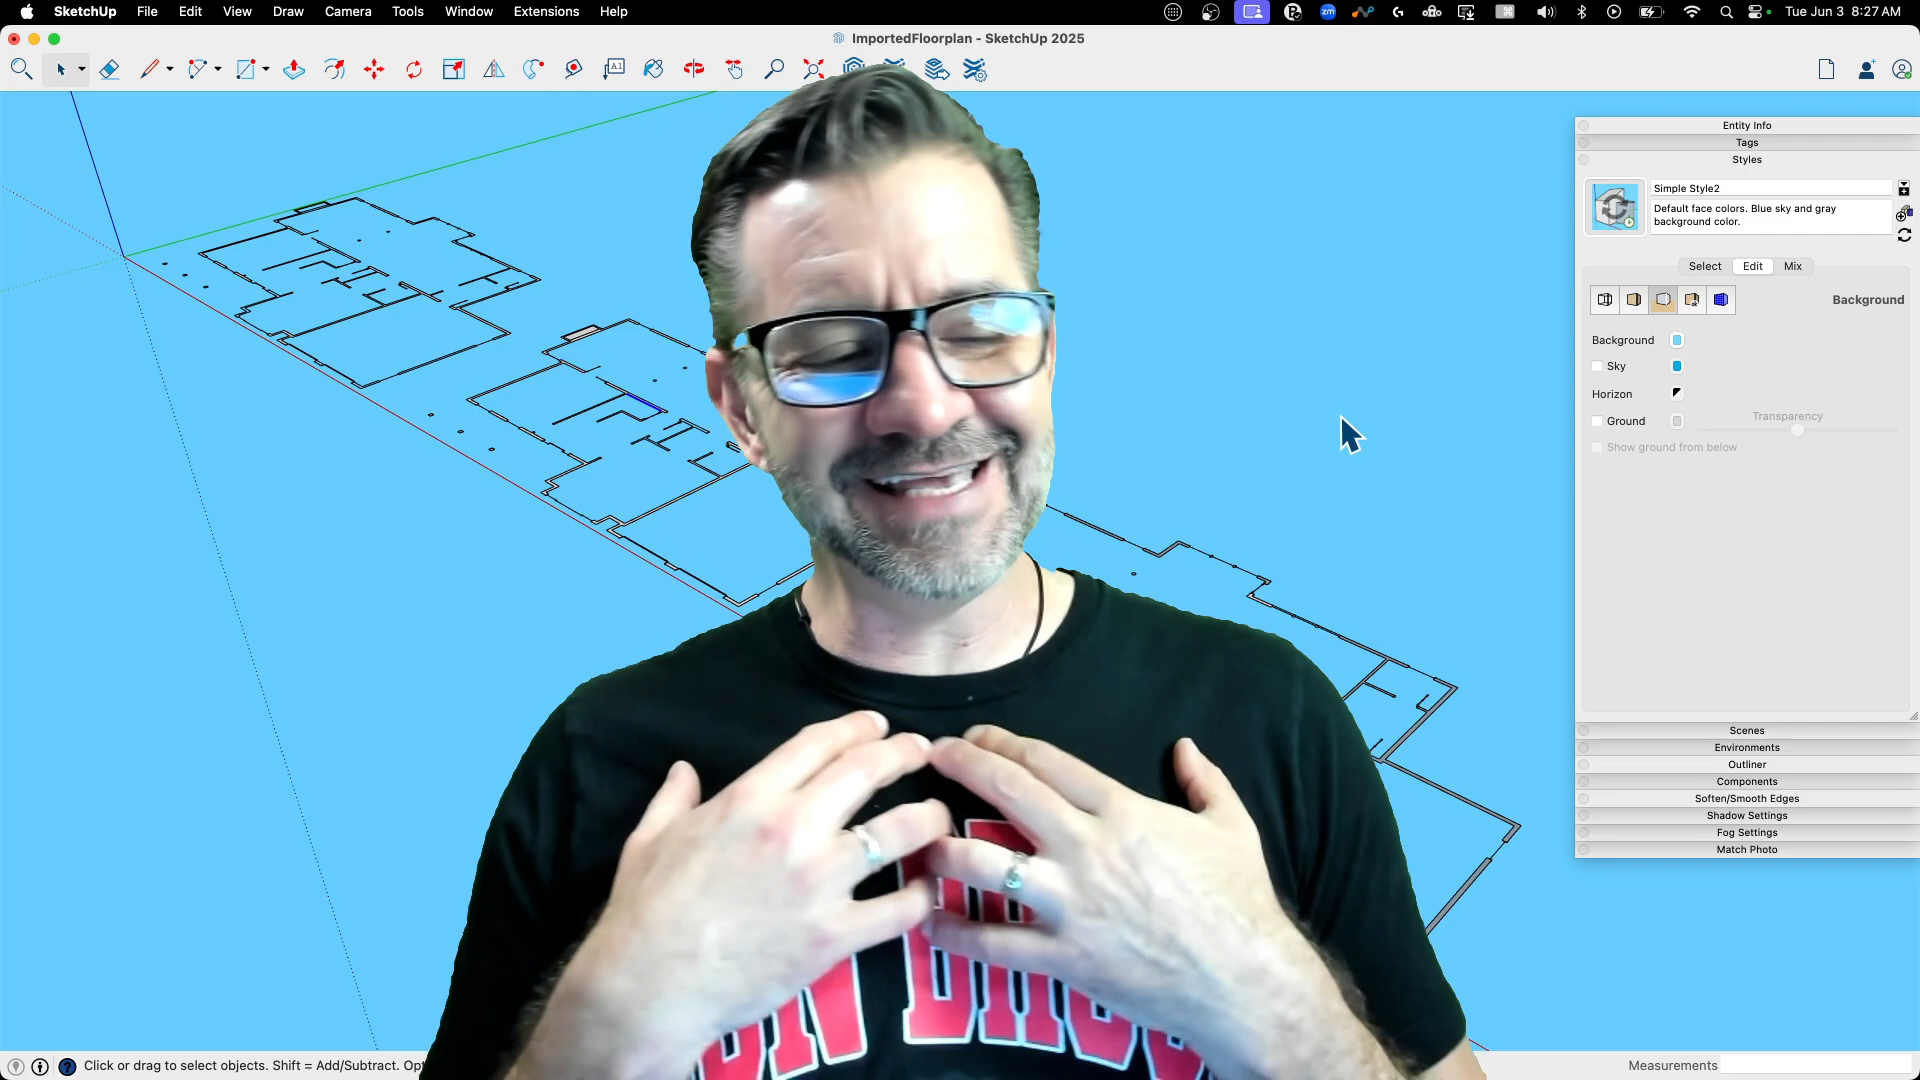 SketchUp File Edit View Draw Camera Tools Window Extensions Help
zm
Tue Jun 3 8:27 AM
ImportedFloorplan - SketchUp 2025
A1
Entity Info
Tags
Styles
Simple Style2
Default face colors. Blue sky and gray
background color.
Select Edit Mix
Background
Background
Sky
Horizon
Ground
Transparency
Show ground from below
Scenes
Environments
Outliner
Components
Soften/Smooth Edges
Shadow Settings
Fog Settings
Match Photo
Click or drag to select objects. Shift = Add/Subtract.
Measurements